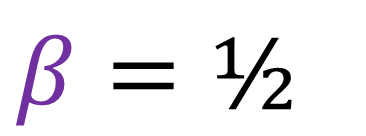 β = ½